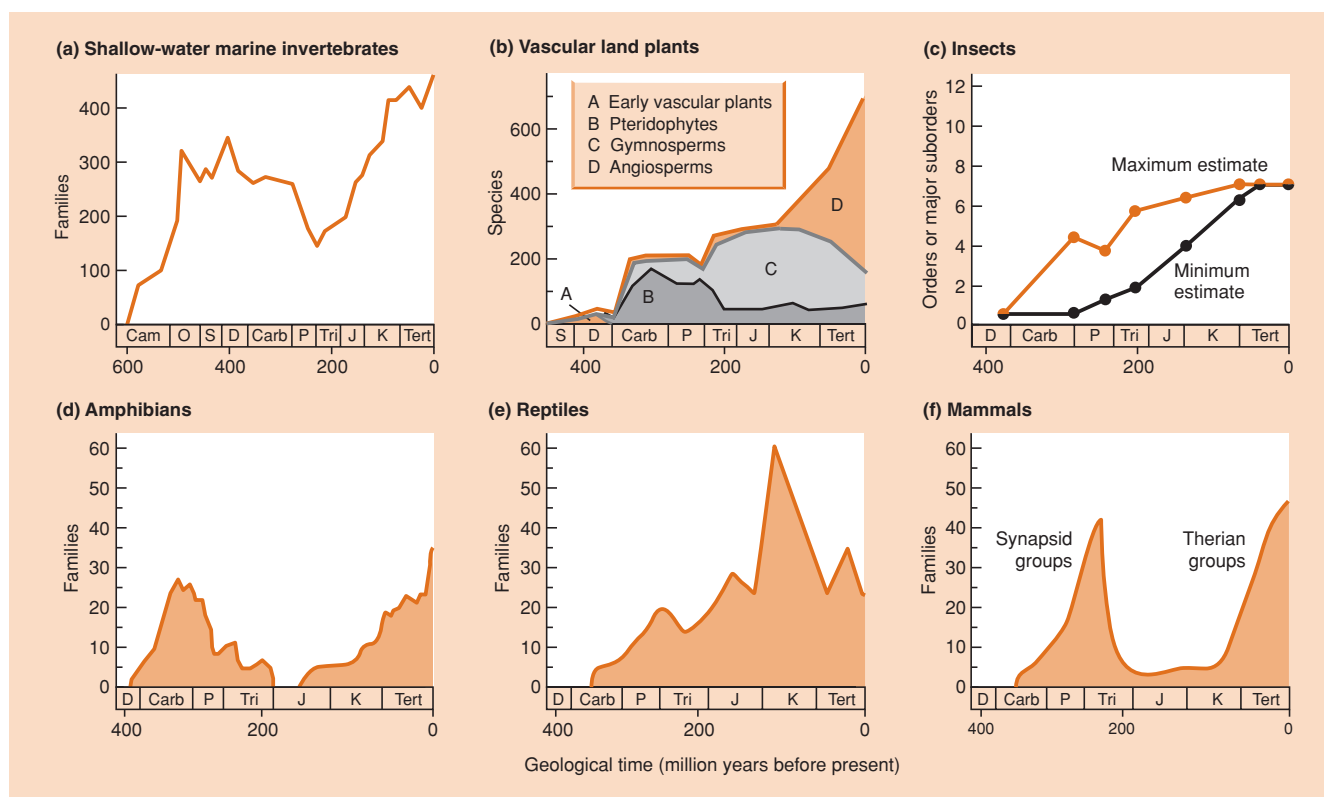 (a) Shallow-water marine invertebrates
Families
400
300
200
100
0
Cam O S D Carb P Tri J K Tert
600 400 200 0
(b) Vascular land plants
A Early vascular plants
B Pteridophytes
C Gymnosperms
D Angiosperms
Species
600
400
200
0
A
B
C
D
S D Carb P Tri J K Tert
400 200 0
(c) Insects
Orders or major suborders
12
10
8
6
4
2
0
Maximum estimate
Minimum
estimate
D Carb P Tri J K Tert
400 200 0
(d) Amphibians
Families
60
50
40
30
20
10
0
D Carb P Tri J K Tert
400 200 0
(e) Reptiles
Families
60
50
40
30
20
10
0
D Carb P Tri J K Tert
400 200 0
(f) Mammals
Families
60
50
40
30
20
10
0
Synapsid
groups
Therian
groups
D Carb P Tri J K Tert
400 200 0
Geological time (million years before present)